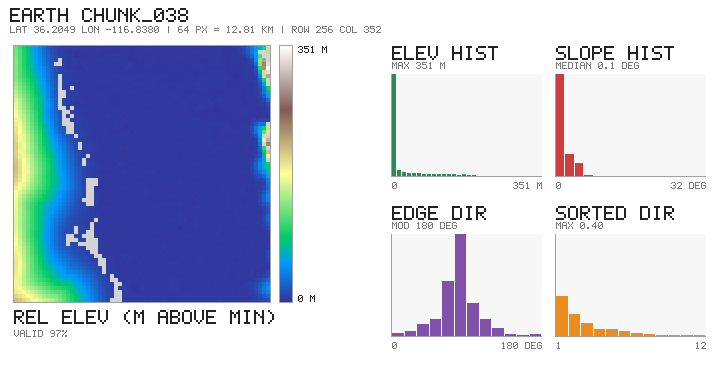 EARTH CHUNK_038
LAT 36.2049 LON -116.8380 | 64 PX = 12.81 KM | ROW 256 COL 352
351 M
0 M
REL ELEV (M ABOVE MIN)
VALID 97%
ELEV HIST
MAX 351 M
0 351 M
SLOPE HIST
MEDIAN 0.1 DEG
0 32 DEG
EDGE DIR
MOD 180 DEG
0 180 DEG
SORTED DIR
MAX 0.40
1 12